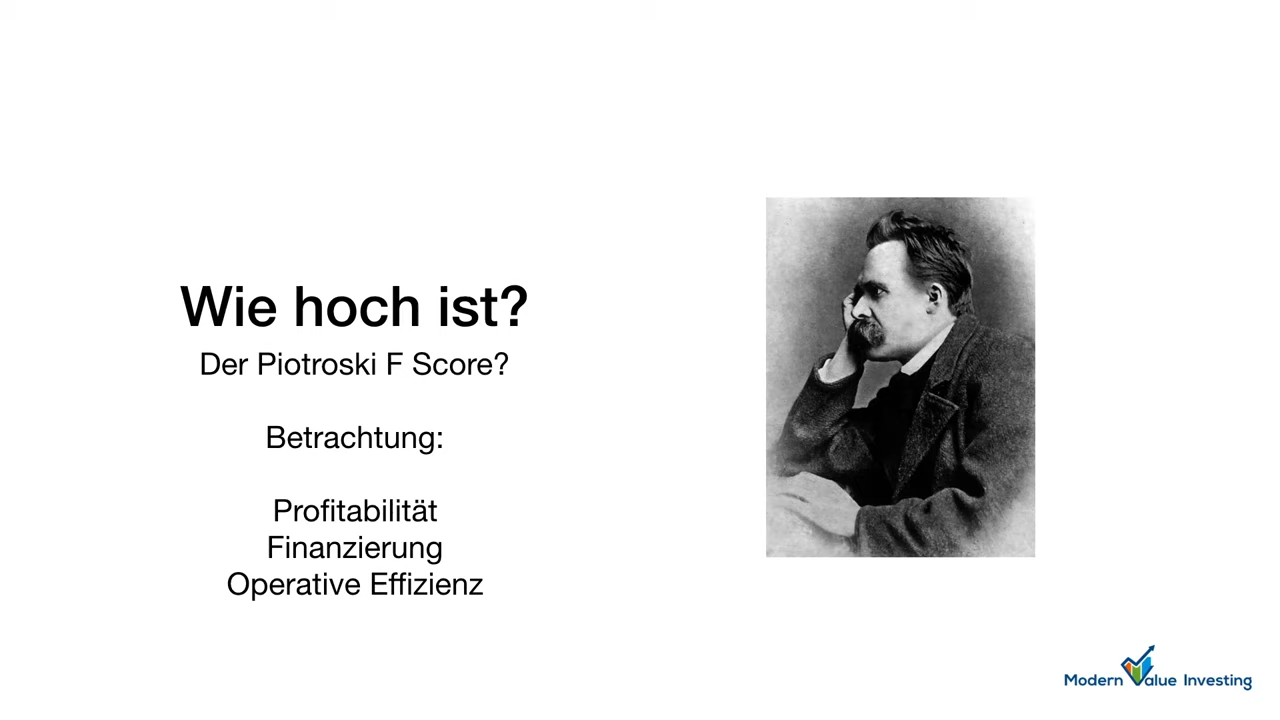 Wie hoch ist?
Der Piotroski F Score?
Betrachtung:
Profitabilität
Finanzierung
Operative Effizienz
Modern Value Investing